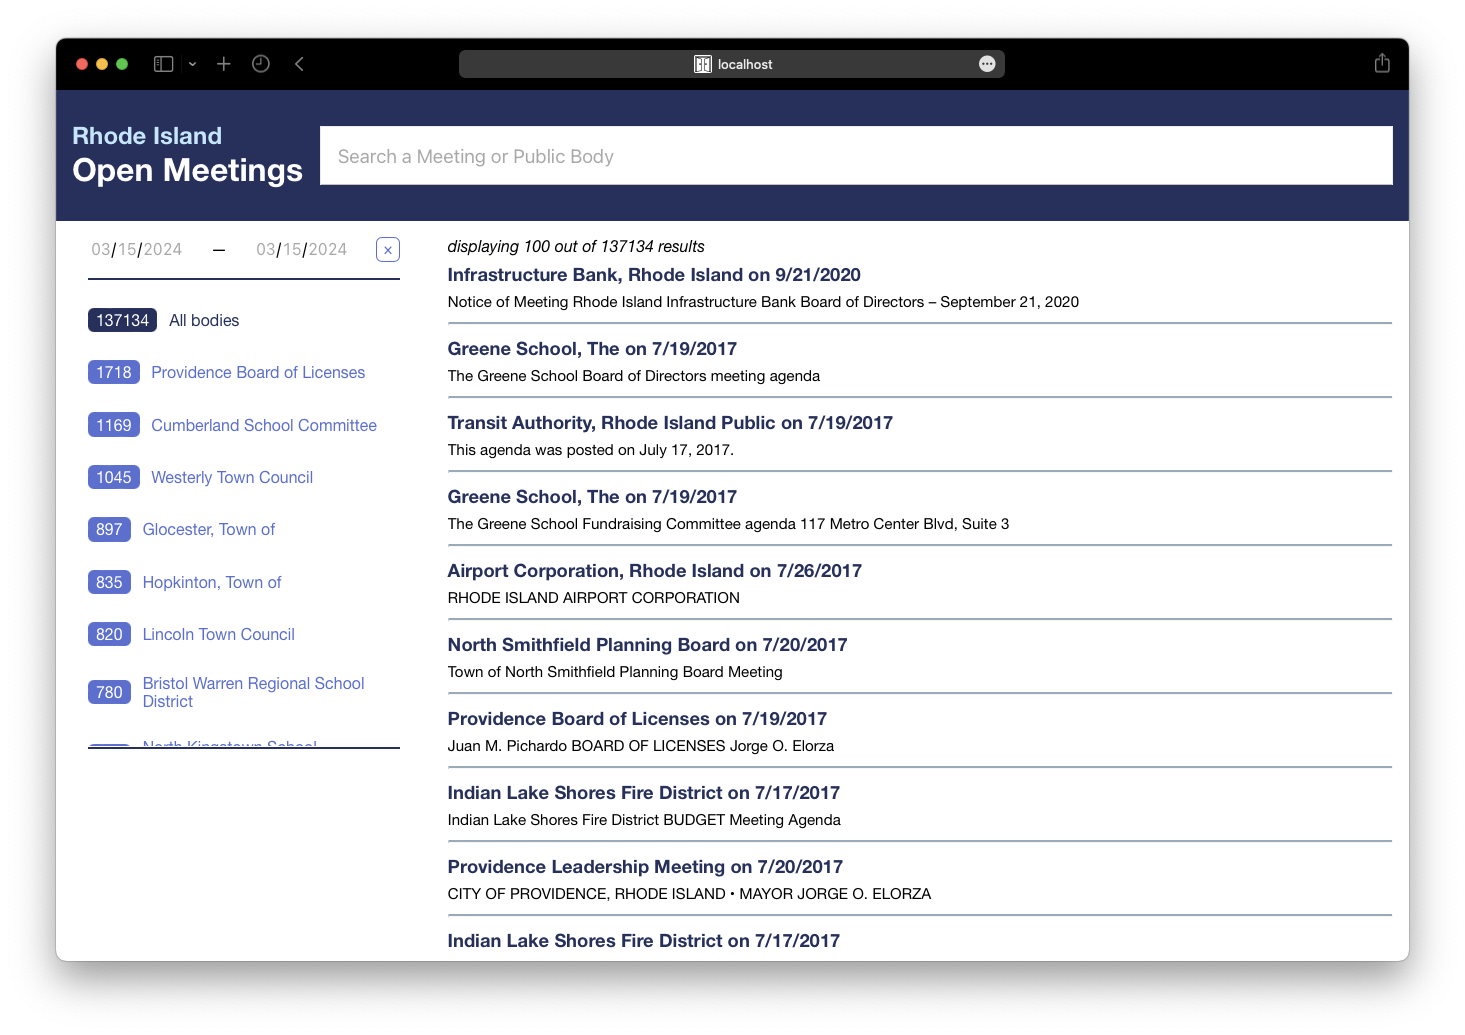 localhost
Rhode Island
Open Meetings
Search a Meeting or Public Body
03/15/2024 — 03/15/2024 x
137134 All bodies
1718 Providence Board of Licenses
1169 Cumberland School Committee
1045 Westerly Town Council
897 Glocester, Town of
835 Hopkinton, Town of
820 Lincoln Town Council
780 Bristol Warren Regional School
District
North Kingstown School
displaying 100 out of 137134 results
Infrastructure Bank, Rhode Island on 9/21/2020
Notice of Meeting Rhode Island Infrastructure Bank Board of Directors – September 21, 2020
Greene School, The on 7/19/2017
The Greene School Board of Directors meeting agenda
Transit Authority, Rhode Island Public on 7/19/2017
This agenda was posted on July 17, 2017.
Greene School, The on 7/19/2017
The Greene School Fundraising Committee agenda 117 Metro Center Blvd, Suite 3
Airport Corporation, Rhode Island on 7/26/2017
RHODE ISLAND AIRPORT CORPORATION
North Smithfield Planning Board on 7/20/2017
Town of North Smithfield Planning Board Meeting
Providence Board of Licenses on 7/19/2017
Juan M. Pichardo BOARD OF LICENSES Jorge O. Elorza
Indian Lake Shores Fire District on 7/17/2017
Indian Lake Shores Fire District BUDGET Meeting Agenda
Providence Leadership Meeting on 7/20/2017
CITY OF PROVIDENCE, RHODE ISLAND • MAYOR JORGE O. ELORZA
Indian Lake Shores Fire District on 7/17/2017